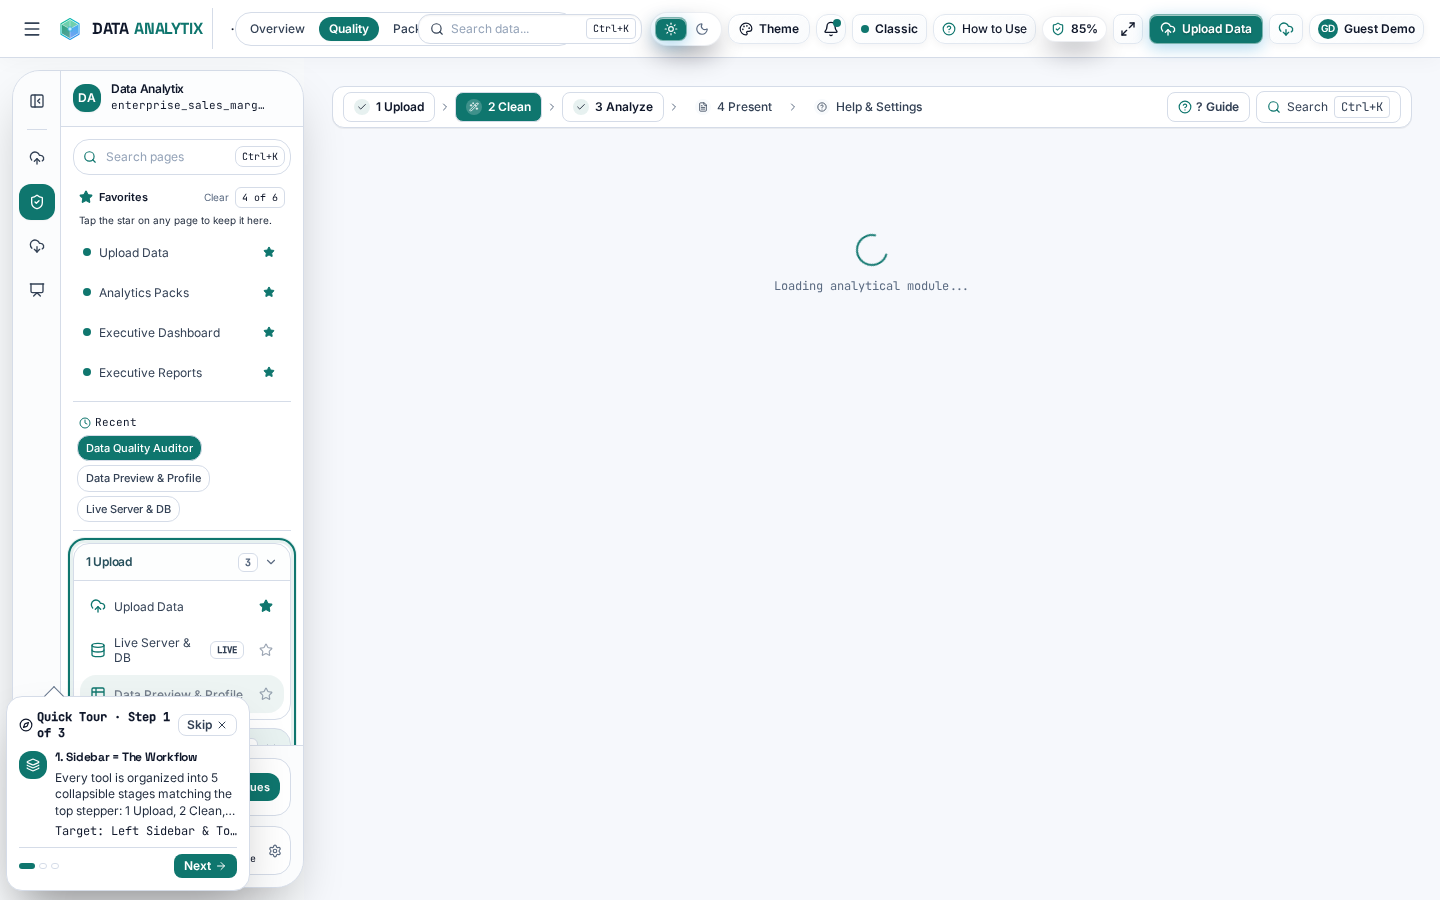 DATA ANALYTIX
Overview
Quality
Pack
Search data...
Ctrl+K
Theme
Classic
How to Use
85%
Upload Data
GD
Guest Demo
DA
Data Analytix
enterprise_sales_marg…
1 Upload
2 Clean
3 Analyze
4 Present
Help & Settings
? Guide
Search
Ctrl+K
Search pages
Ctrl+K
Favorites
Clear
4 of 6
Tap the star on any page to keep it here.
Upload Data
Analytics Packs
Executive Dashboard
Executive Reports
Recent
Data Quality Auditor
Data Preview & Profile
Live Server & DB
1 Upload
3
Upload Data
Live Server &
DB
LIVE
Data Preview & Profile
Loading analytical module...
Quick Tour · Step 1
of 3
Skip
1. Sidebar = The Workflow
Every tool is organized into 5
collapsible stages matching the
top stepper: 1 Upload, 2 Clean,…
Target: Left Sidebar & To…
Next
ues
e